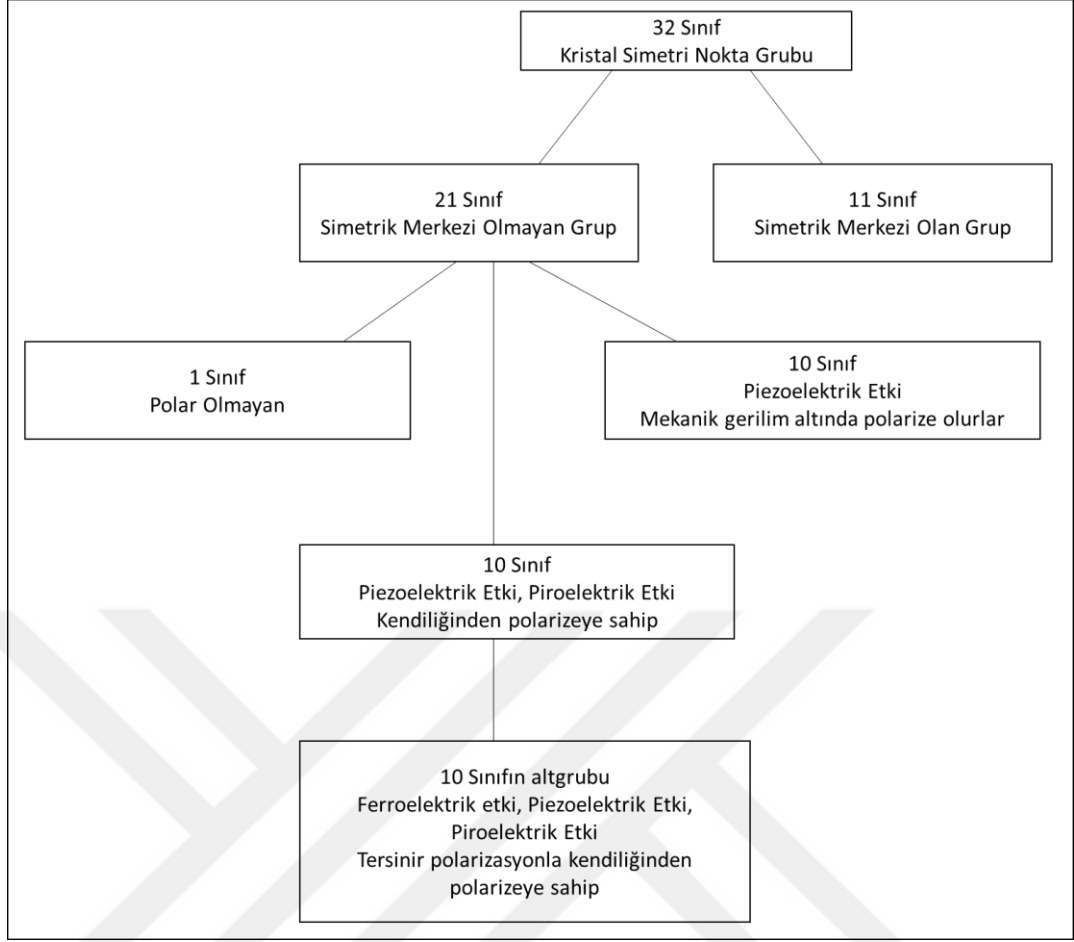 32 Sınıf
Kristal Simetri Nokta Grubu
21 Sınıf
Simetrik Merkezi Olmayan Grup
11 Sınıf
Simetrik Merkezi Olan Grup
1 Sınıf
Polar Olmayan
10 Sınıf
Piezoelektrik Etki
Mekanik gerilim altında polarize olurlar
10 Sınıf
Piezoelektrik Etki, Piroelektrik Etki
Kendiliğinden polarizeye sahip
10 Sınıfın altgrubu
Ferroelektrik etki, Piezoelektrik Etki,
Piroelektrik Etki
Tersinir polarizasyonla kendiliğinden
polarizeye sahip